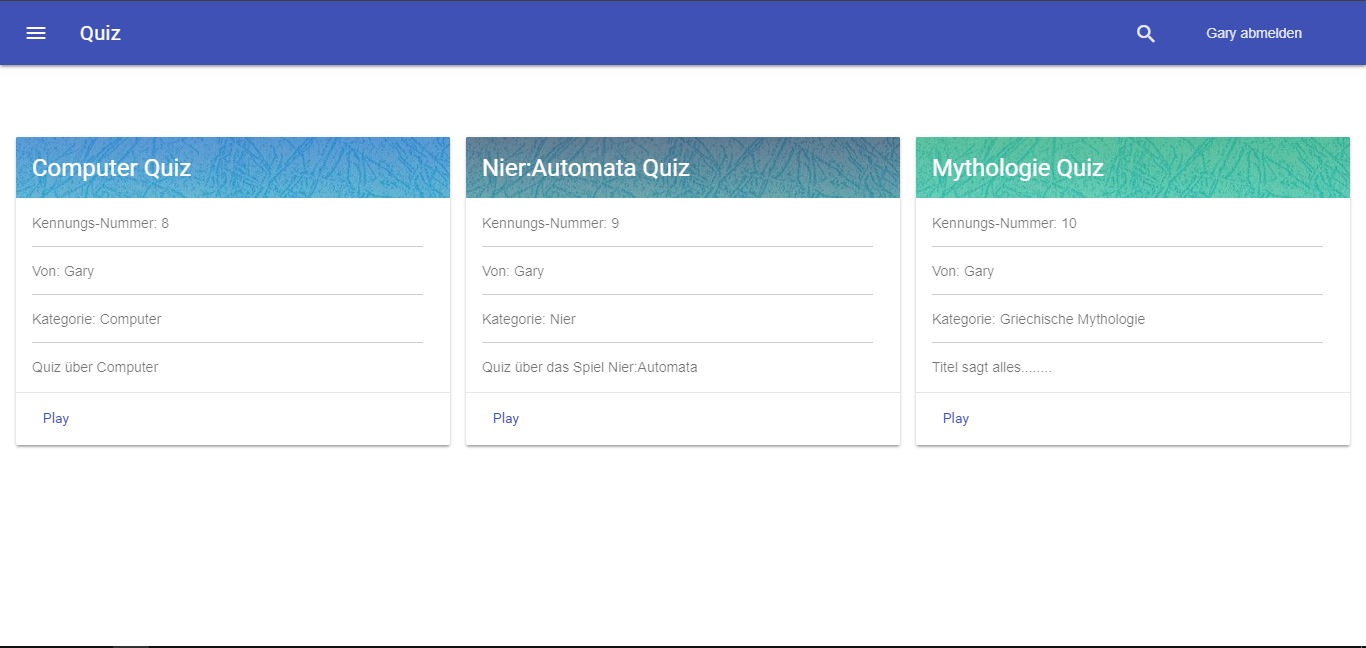 Quiz
Gary abmelden
Computer Quiz
Kennungs-Nummer: 8
Von: Gary
Kategorie: Computer
Quiz über Computer
Play
Nier:Automata Quiz
Kennungs-Nummer: 9
Von: Gary
Kategorie: Nier
Quiz über das Spiel Nier:Automata
Play
Mythologie Quiz
Kennungs-Nummer: 10
Von: Gary
Kategorie: Griechische Mythologie
Titel sagt alles........
Play